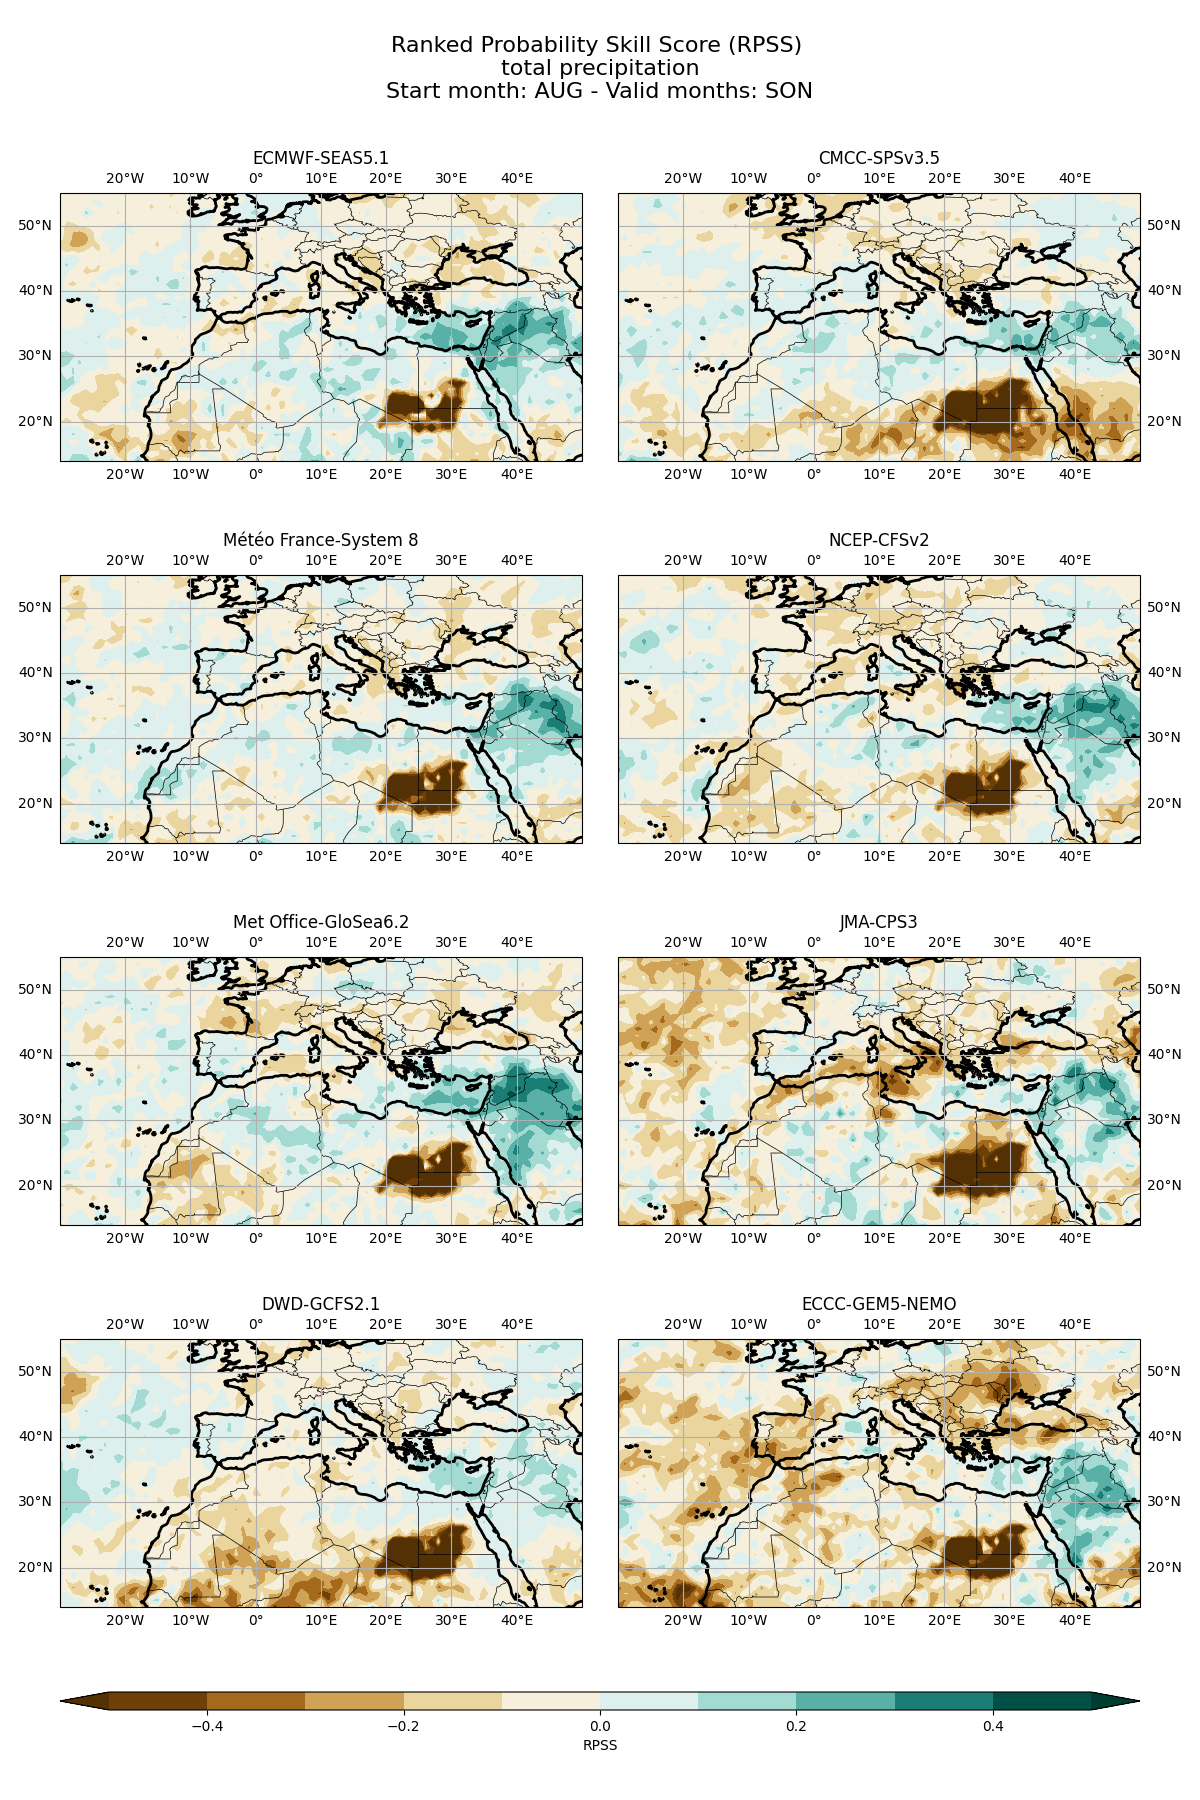 Ranked Probability Skill Score (RPSS)
total precipitation
Start month: AUG - Valid months: SON
ECMWF-SEAS5.1
20°W 10°W 0° 10°E 20°E 30°E 40°E
50°N
40°N
30°N
20°N
20°W 10°W 0° 10°E 20°E 30°E 40°E
CMCC-SPSv3.5
20°W 10°W 0° 10°E 20°E 30°E 40°E
50°N
40°N
30°N
20°N
20°W 10°W 0° 10°E 20°E 30°E 40°E
Météo France-System 8
20°W 10°W 0° 10°E 20°E 30°E 40°E
50°N
40°N
30°N
20°N
20°W 10°W 0° 10°E 20°E 30°E 40°E
NCEP-CFSv2
20°W 10°W 0° 10°E 20°E 30°E 40°E
50°N
40°N
30°N
20°N
20°W 10°W 0° 10°E 20°E 30°E 40°E
Met Office-GloSea6.2
20°W 10°W 0° 10°E 20°E 30°E 40°E
50°N
40°N
30°N
20°N
20°W 10°W 0° 10°E 20°E 30°E 40°E
JMA-CPS3
20°W 10°W 0° 10°E 20°E 30°E 40°E
50°N
40°N
30°N
20°N
20°W 10°W 0° 10°E 20°E 30°E 40°E
DWD-GCFS2.1
20°W 10°W 0° 10°E 20°E 30°E 40°E
50°N
40°N
30°N
20°N
20°W 10°W 0° 10°E 20°E 30°E 40°E
ECCC-GEM5-NEMO
20°W 10°W 0° 10°E 20°E 30°E 40°E
50°N
40°N
30°N
20°N
20°W 10°W 0° 10°E 20°E 30°E 40°E
−0.4 −0.2 0.0 0.2 0.4
RPSS